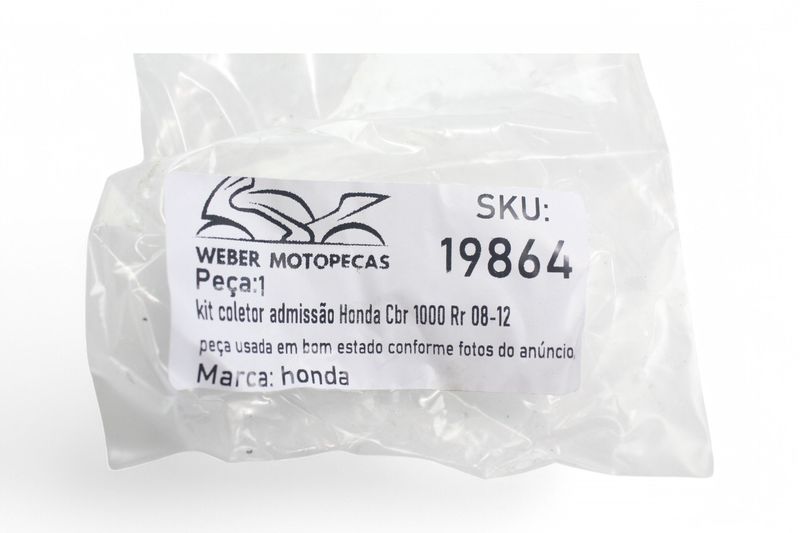 SKU:
19864
WEBER MOTOPECAS
Peça:1
kit coletor admissão Honda Cbr 1000 Rr 08-12
peça usada em bom estado conforme fotos do anúncio,
Marca: honda